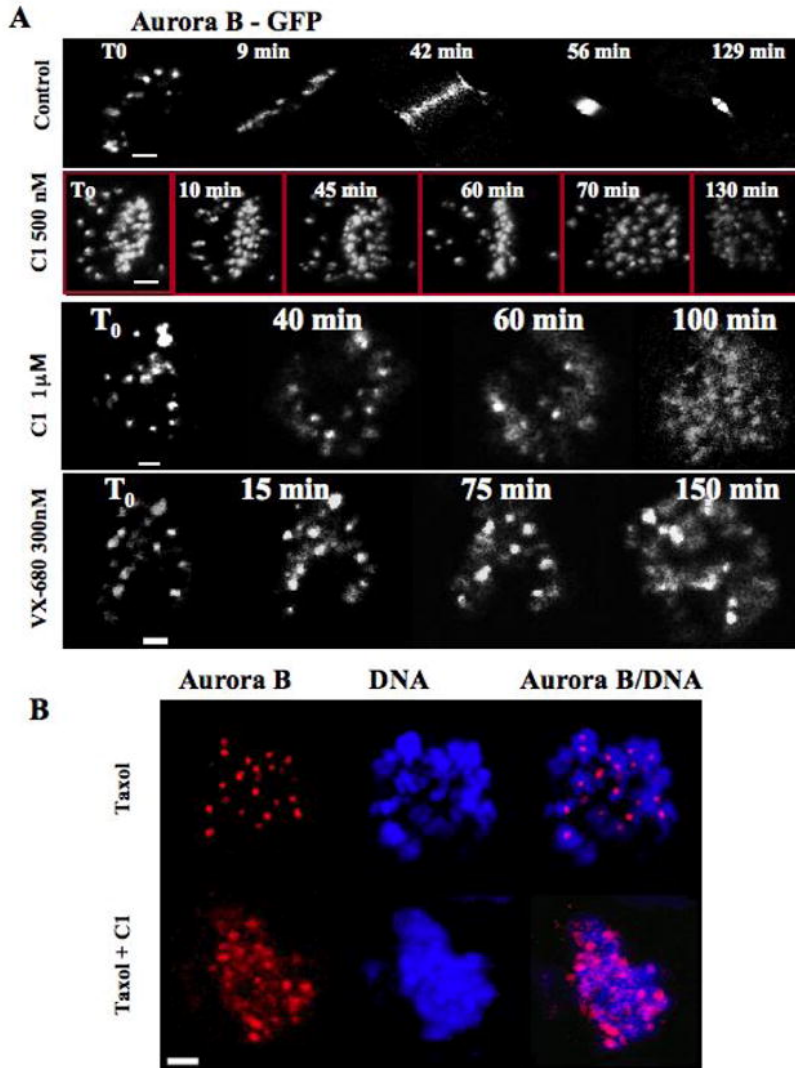 A
Aurora B - GFP
Control
T0 9 min 42 min 56 min 129 min
C1 500 nM
To 10 min 45 min 60 min 70 min 130 min
C1 1μM
T0 40 min 60 min 100 min
VX-680 300nM
T0 15 min 75 min 150 min
B
Aurora B DNA Aurora B/DNA
Taxol
Taxol + C1